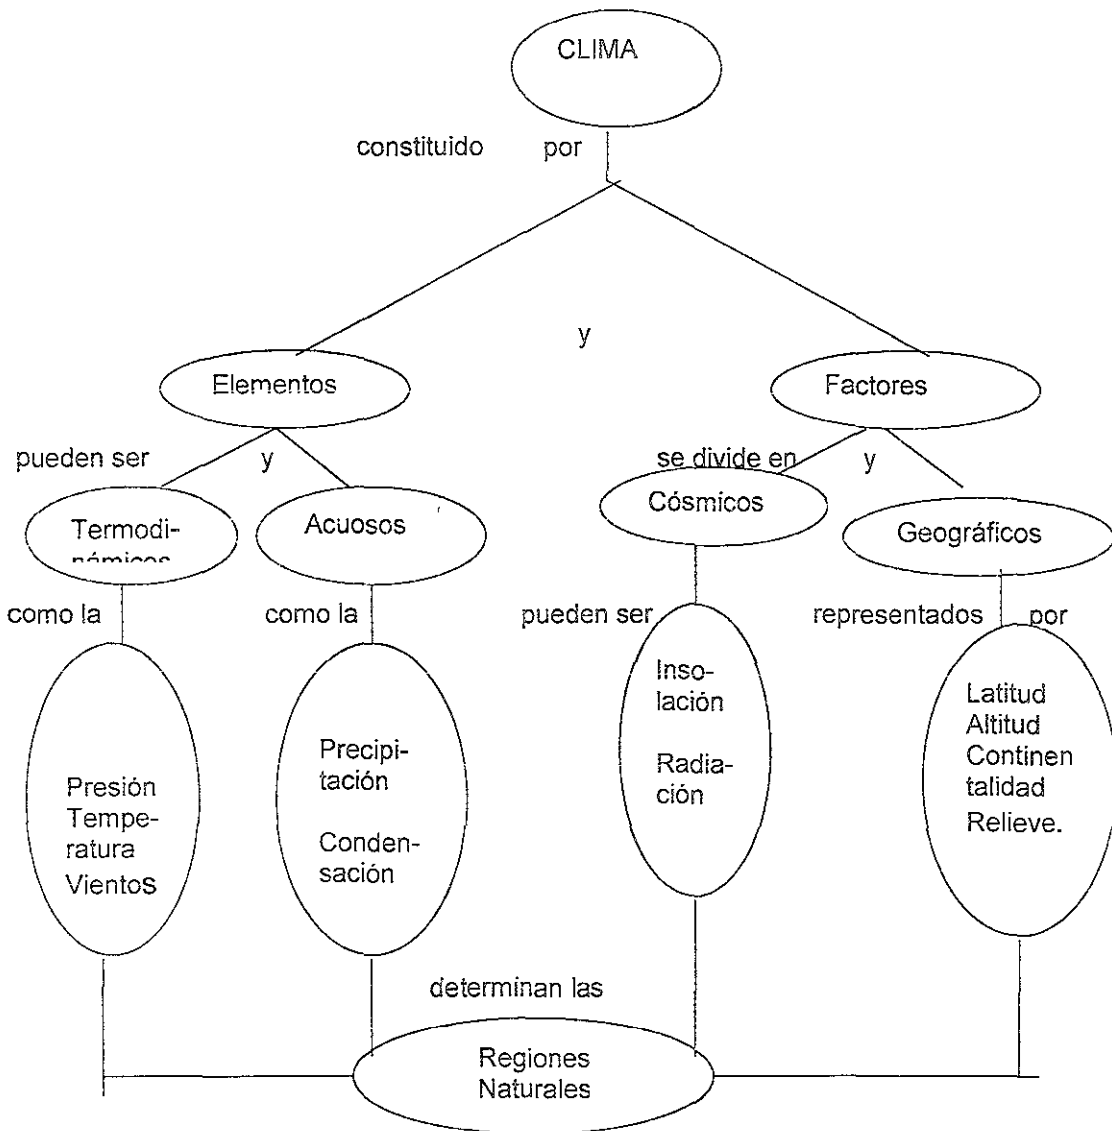 CLIMA
constituido por
y
Elementos
Factores
pueden ser y
se divide en y
Termodi-
námicos
Acuosos
Cósmicos
Geográficos
como la
como la
pueden ser
representados por
Presión
Tempe-
ratura
Vientos
Precipi-
tación
Conden-
sación
Inso-
lación
Radia-
ción
Latitud
Altitud
Continen
talidad
Relieve.
determinan las
Regiones
Naturales